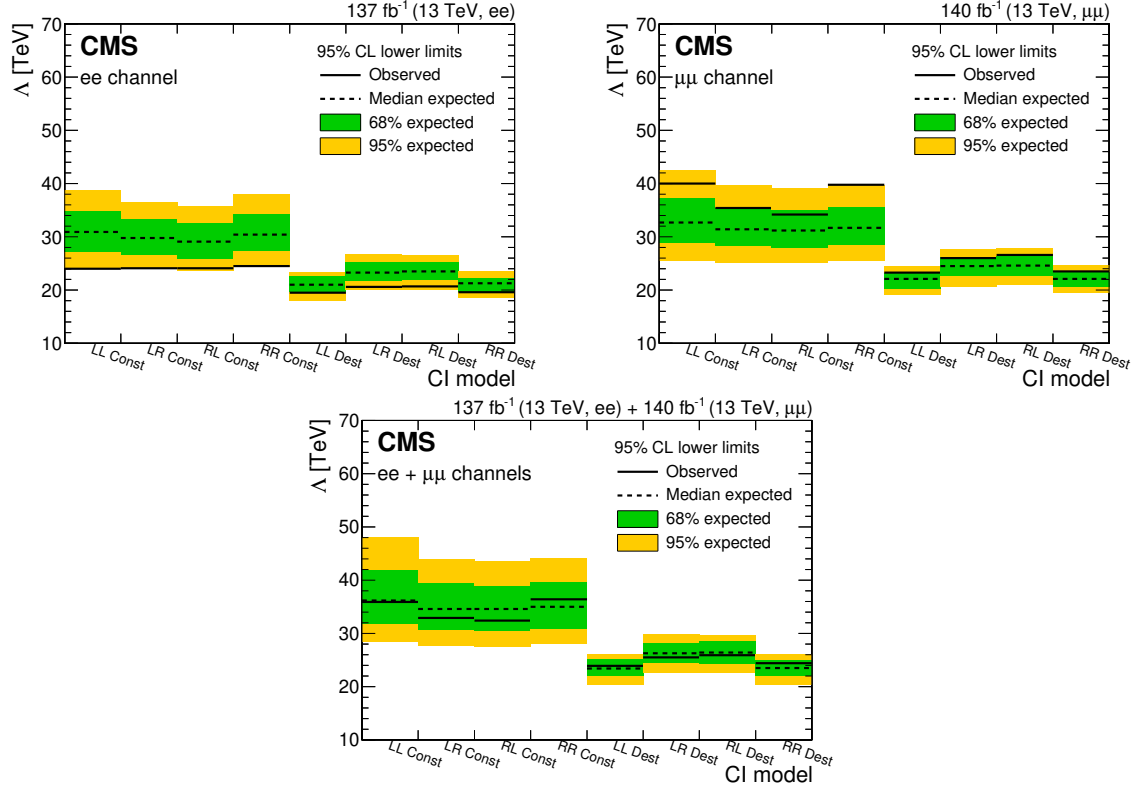 137 fb⁻¹ (13 TeV, ee)
Λ [TeV]
70
60
50
40
30
20
10
CMS
ee channel
95% CL lower limits
Observed
Median expected
68% expected
95% expected
LL Const
LR Const
RL Const
RR Const
LL Dest
LR Dest
RL Dest
RR Dest
CI model
140 fb⁻¹ (13 TeV, μμ)
Λ [TeV]
70
60
50
40
30
20
10
CMS
μμ channel
95% CL lower limits
Observed
Median expected
68% expected
95% expected
LL Const
LR Const
RL Const
RR Const
LL Dest
LR Dest
RL Dest
RR Dest
CI model
137 fb⁻¹ (13 TeV, ee) + 140 fb⁻¹ (13 TeV, μμ)
Λ [TeV]
70
60
50
40
30
20
10
CMS
ee + μμ channels
95% CL lower limits
Observed
Median expected
68% expected
95% expected
LL Const
LR Const
RL Const
RR Const
LL Dest
LR Dest
RL Dest
RR Dest
CI model